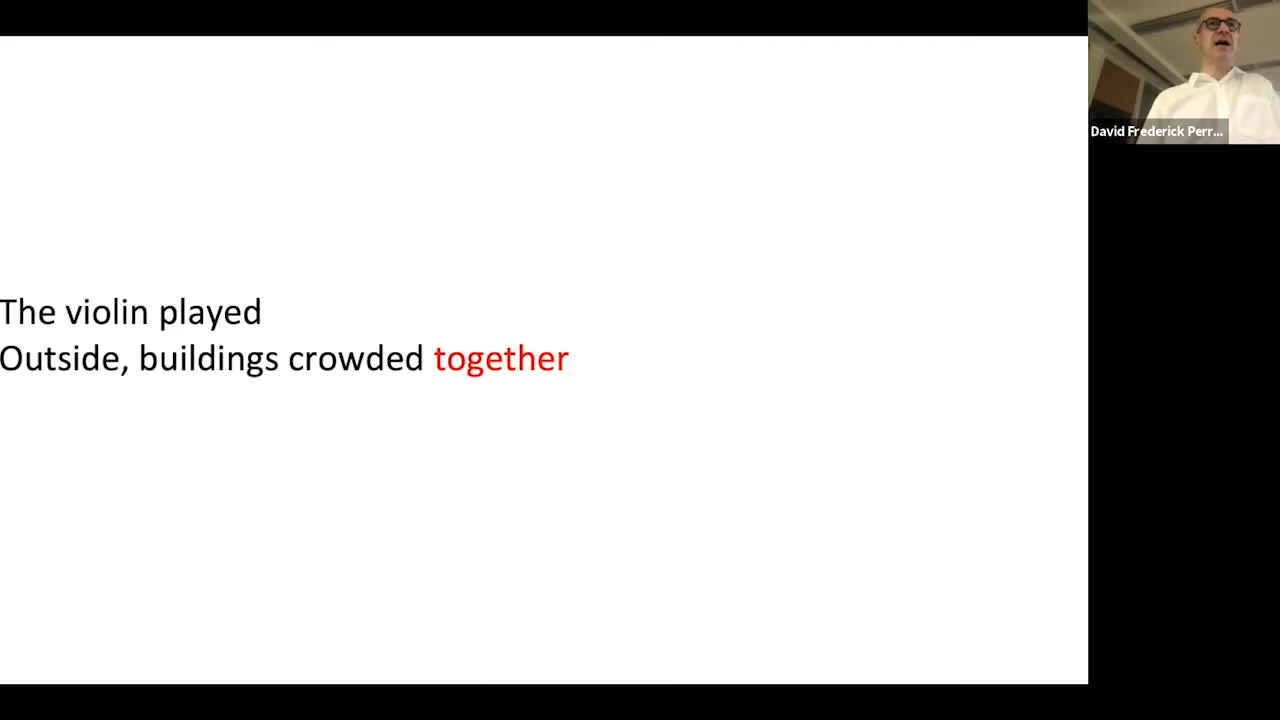 David Frederick Perr...
The violin played
Outside, buildings crowded together